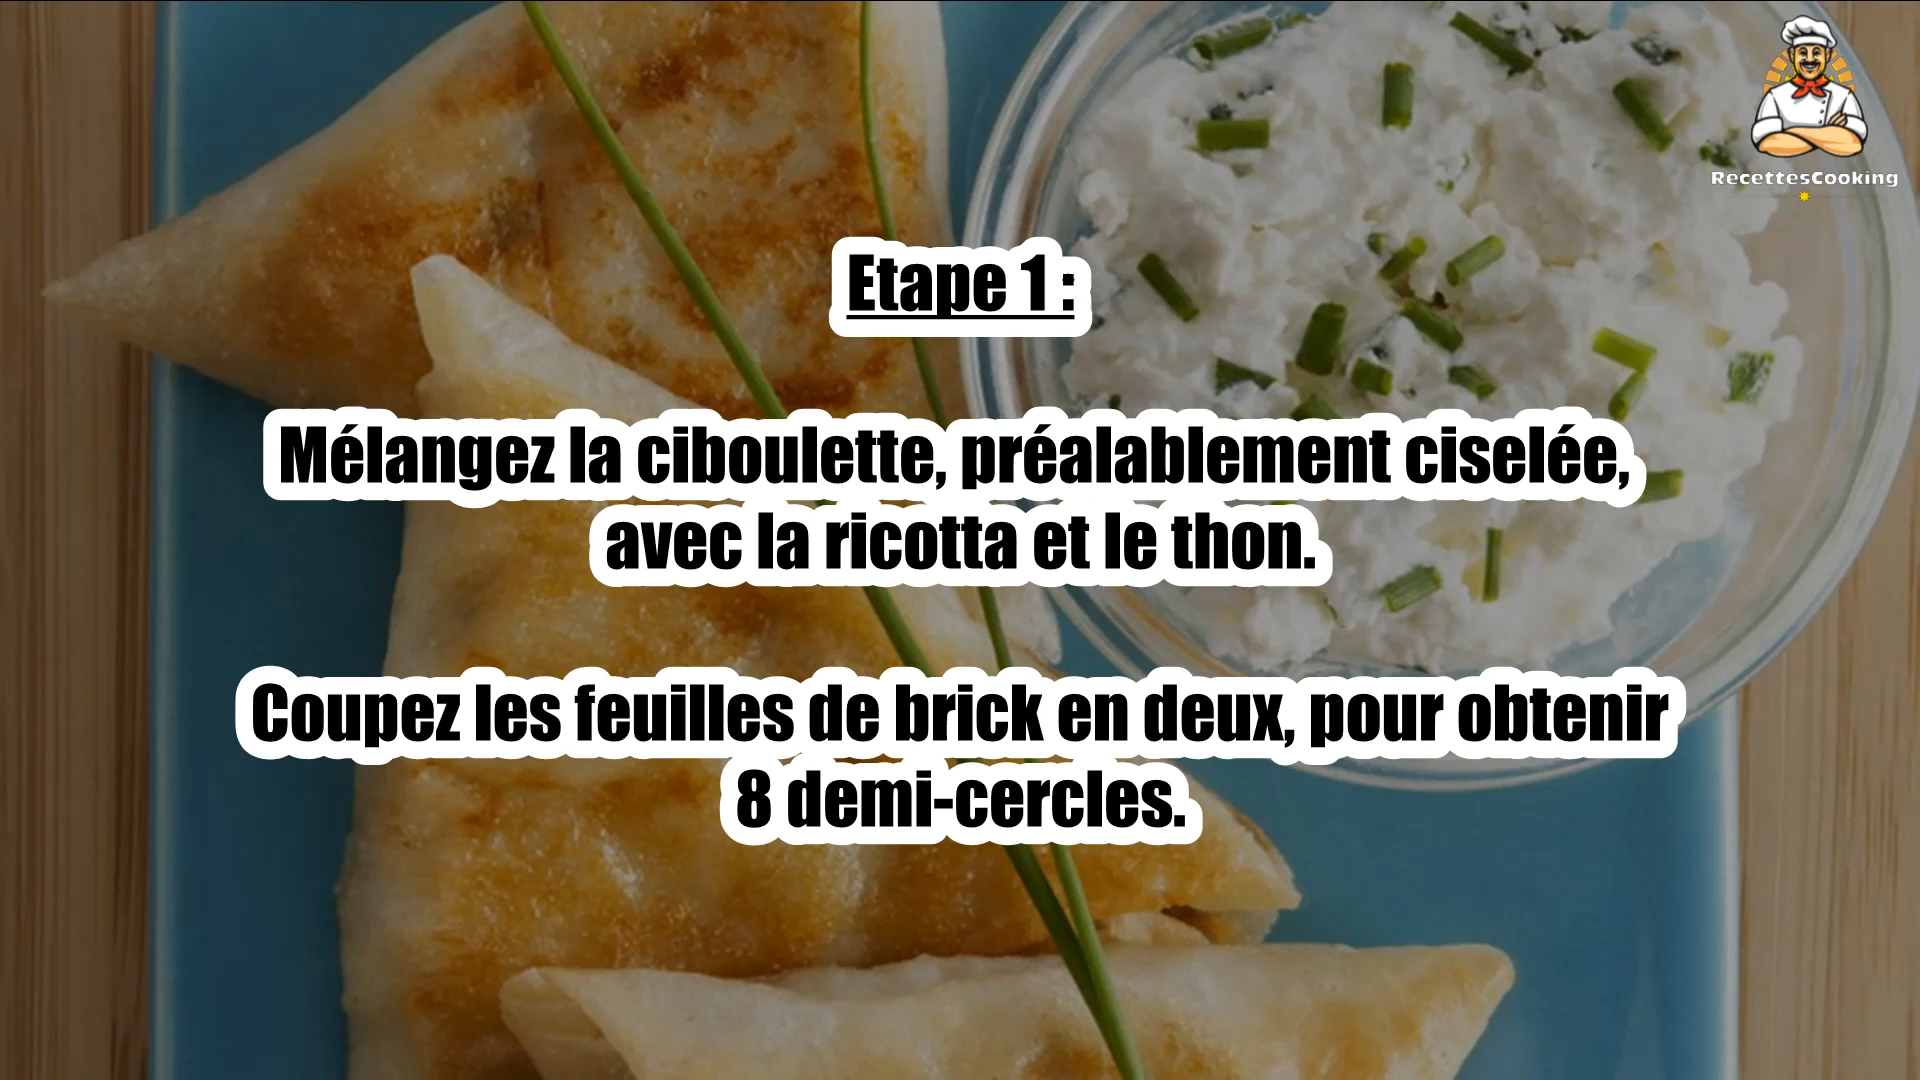 RecettesCooking
Etape 1 :
Mélangez la ciboulette, préalablement ciselée,
avec la ricotta et le thon.
Coupez les feuilles de brick en deux, pour obtenir
8 demi-cercles.